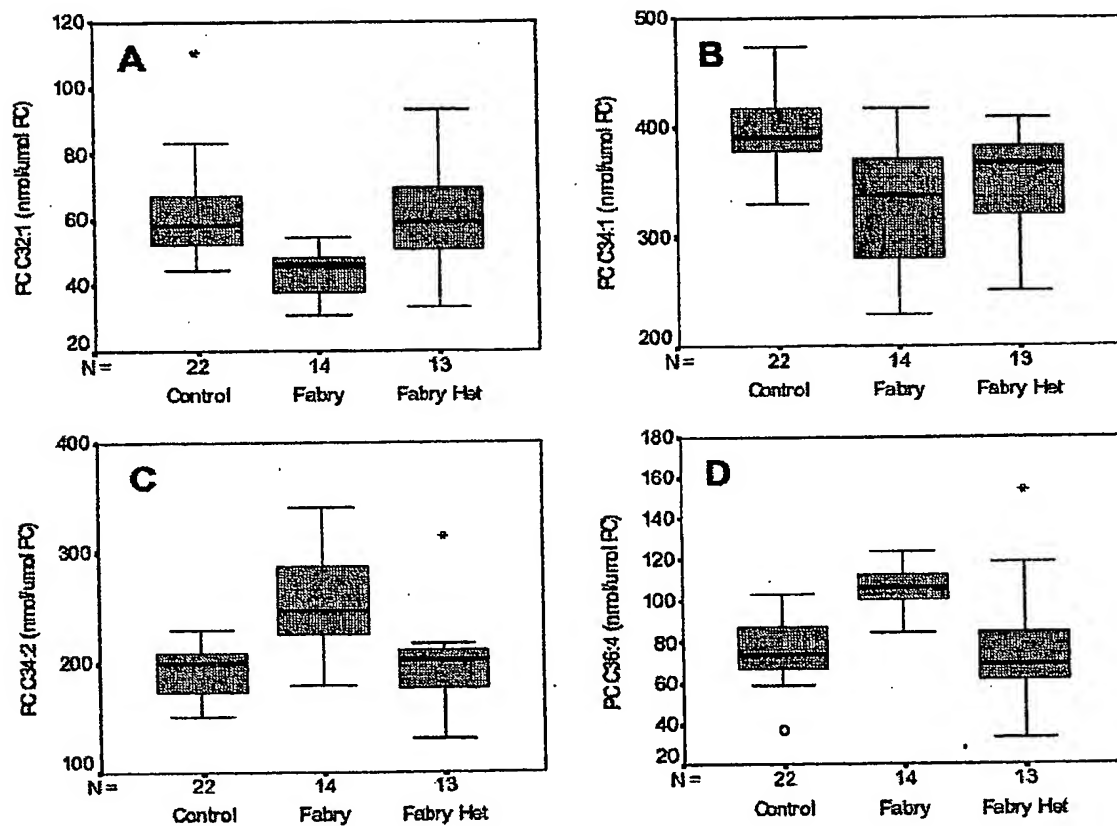 A
PC C32:1 (nmol/umol PC)
120
100
80
60
40
20
N = 22 14 13
Control Fabry Fabry Het
B
PC C34:1 (nmol/umol PC)
500
400
300
200
N = 22 14 13
Control Fabry Fabry Het
C
PC C34:2 (nmol/umol PC)
400
300
200
100
N = 22 14 13
Control Fabry Fabry Het
D
PC C36:4 (nmol/umol PC)
180
160
140
120
100
80
60
40
20
N = 22 14 13
Control Fabry Fabry Het